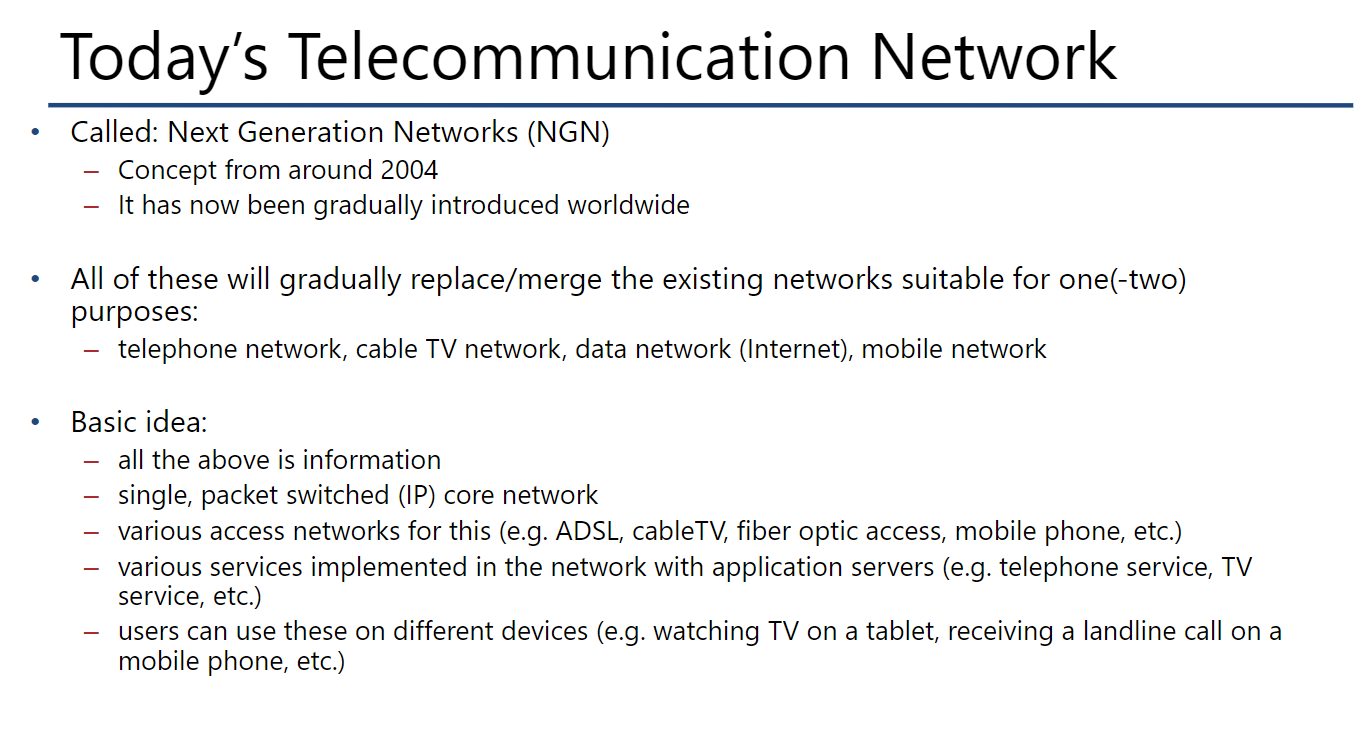 Today's Telecommunication Network
• Called: Next Generation Networks (NGN)
– Concept from around 2004
– It has now been gradually introduced worldwide
• All of these will gradually replace/merge the existing networks suitable for one(-two)
purposes:
– telephone network, cable TV network, data network (Internet), mobile network
• Basic idea:
– all the above is information
– single, packet switched (IP) core network
– various access networks for this (e.g. ADSL, cableTV, fiber optic access, mobile phone, etc.)
– various services implemented in the network with application servers (e.g. telephone service, TV
service, etc.)
– users can use these on different devices (e.g. watching TV on a tablet, receiving a landline call on a
mobile phone, etc.)